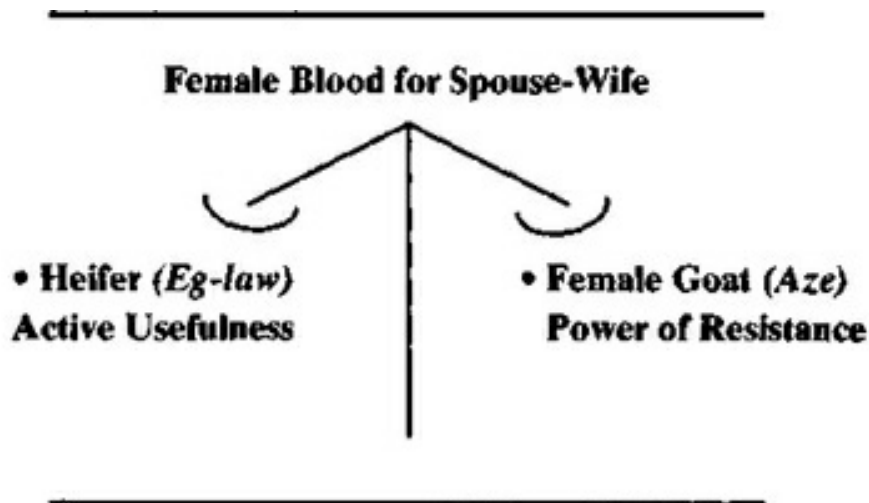 Female Blood for Spouse-Wife
• Heifer (Eg-law)
Active Usefulness
• Female Goat (Aze)
Power of Resistance